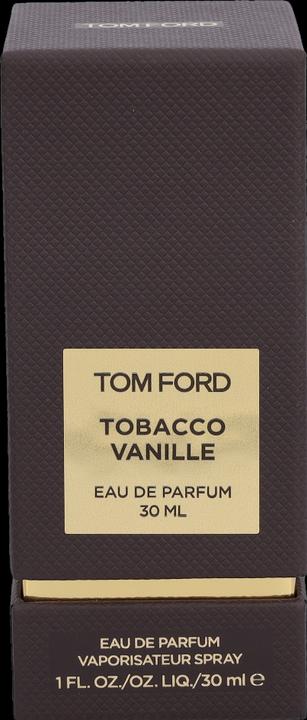 TOM FORD
TOM FORD
TOBACCO
VANILLE
EAU DE PARFUM
30 ML
EAU DE PARFUM
VAPORISATEUR SPRAY
1 FL. OZ./OZ. LIQ./30 ml ℮